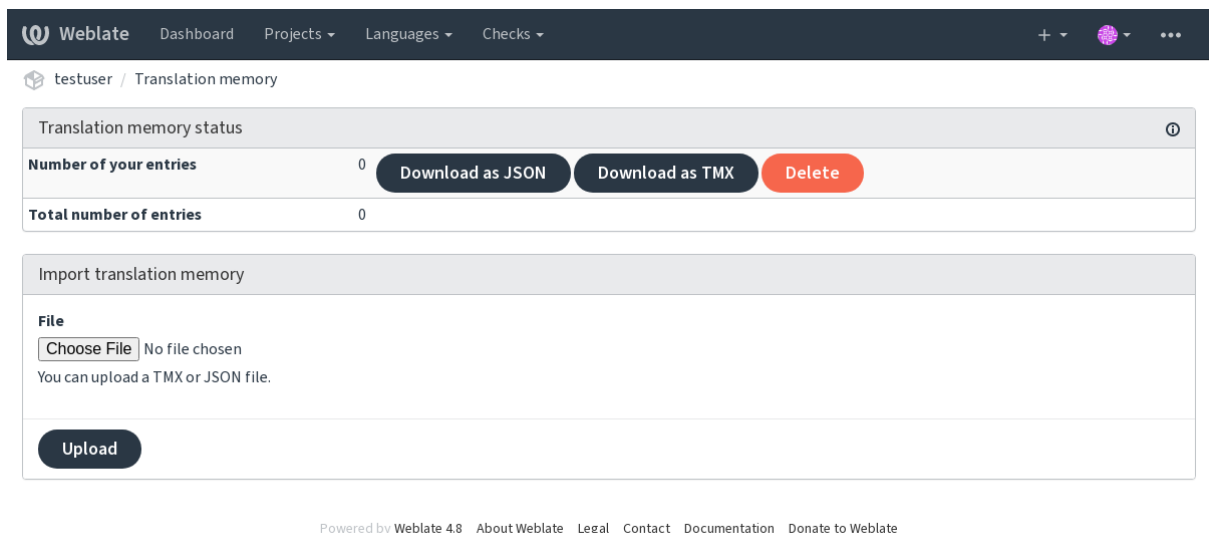 Weblate Dashboard Projects Languages Checks
testuser / Translation memory
Translation memory status
Number of your entries 0 Download as JSON Download as TMX Delete
Total number of entries 0
Import translation memory
File
Choose File No file chosen
You can upload a TMX or JSON file.
Upload
Powered by Weblate 4.8 About Weblate Legal Contact Documentation Donate to Weblate